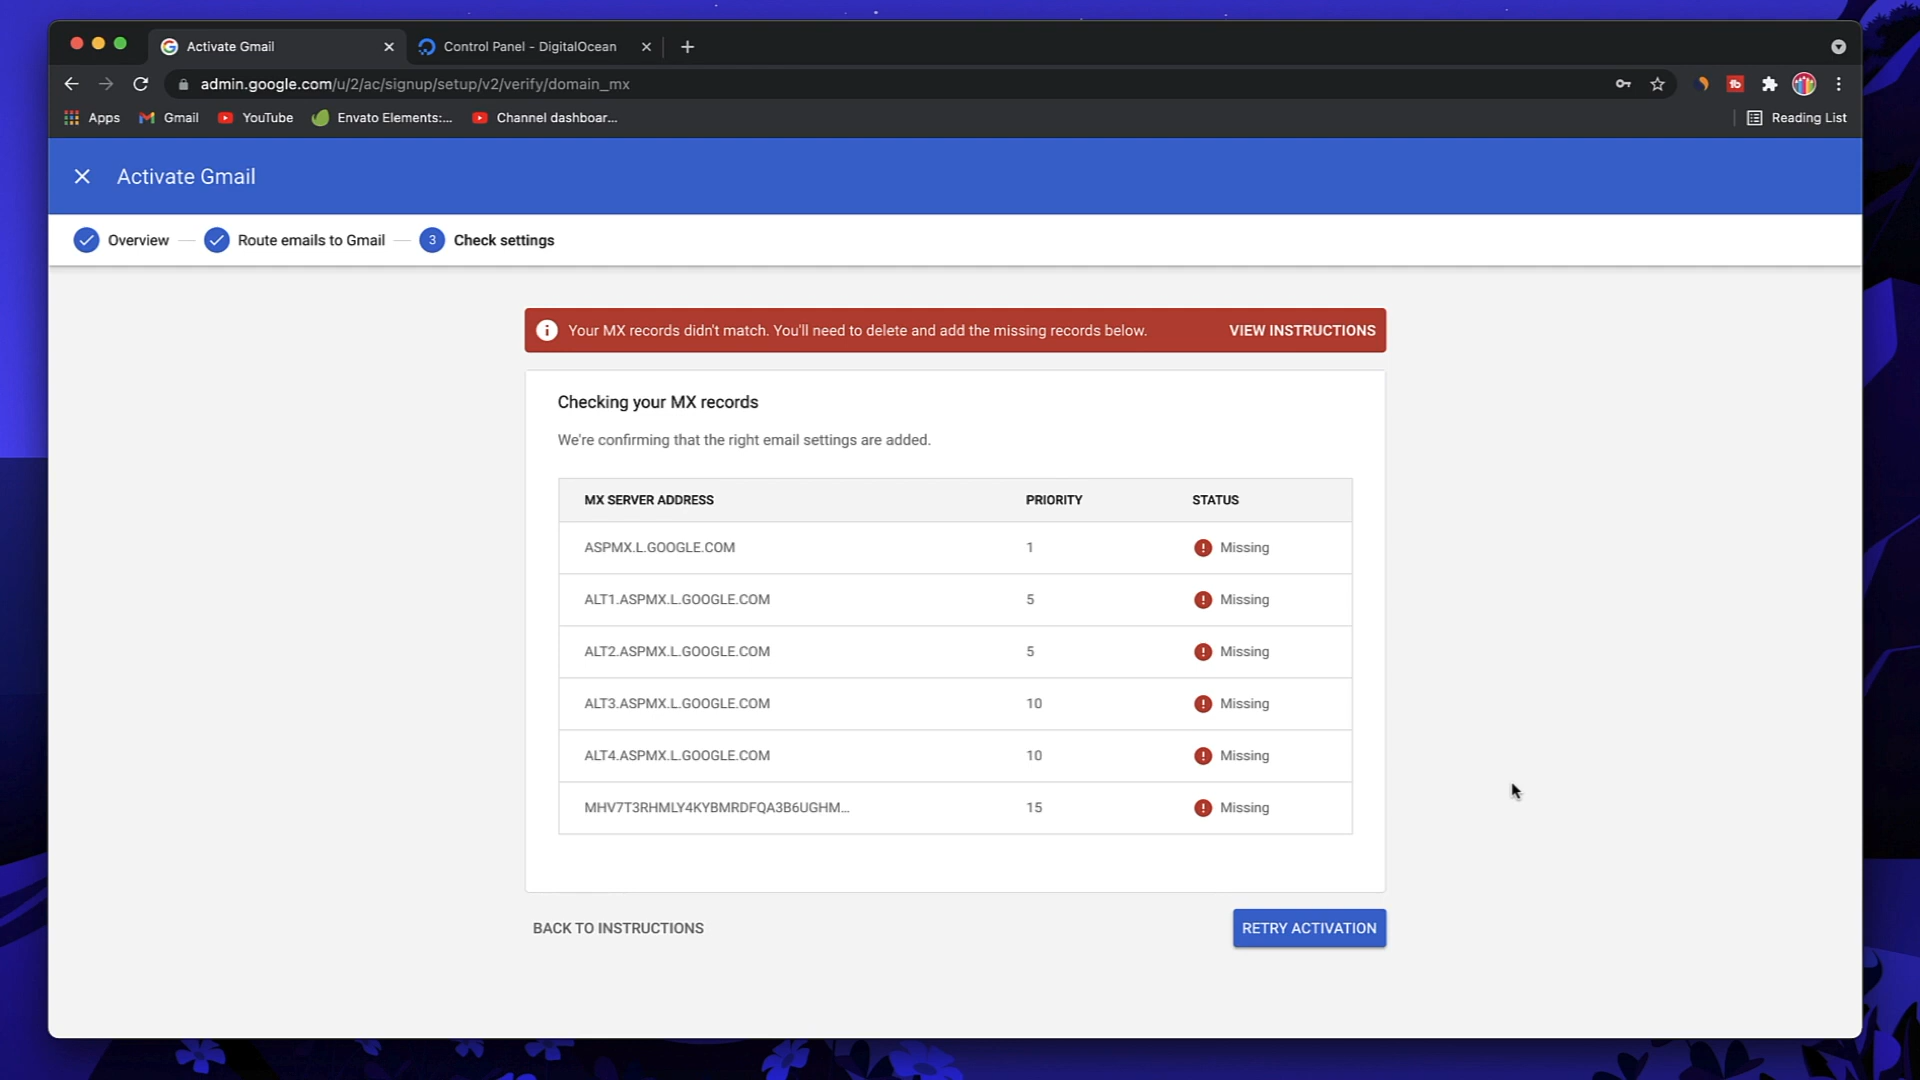 Activate Gmail
Control Panel - DigitalOcean
admin.google.com/u/2/ac/signup/setup/v2/verify/domain_mx
Apps
Gmail
YouTube
Envato Elements:...
Channel dashboar...
Reading List
Activate Gmail
Overview
Route emails to Gmail
3
Check settings
Your MX records didn't match. You'll need to delete and add the missing records below.
VIEW INSTRUCTIONS
Checking your MX records
We're confirming that the right email settings are added.
MX SERVER ADDRESS PRIORITY STATUS
ASPMX.L.GOOGLE.COM 1 Missing
ALT1.ASPMX.L.GOOGLE.COM 5 Missing
ALT2.ASPMX.L.GOOGLE.COM 5 Missing
ALT3.ASPMX.L.GOOGLE.COM 10 Missing
ALT4.ASPMX.L.GOOGLE.COM 10 Missing
MHV7T3RHMLY4KYBMRDFQA3B6UGHM... 15 Missing
BACK TO INSTRUCTIONS
RETRY ACTIVATION